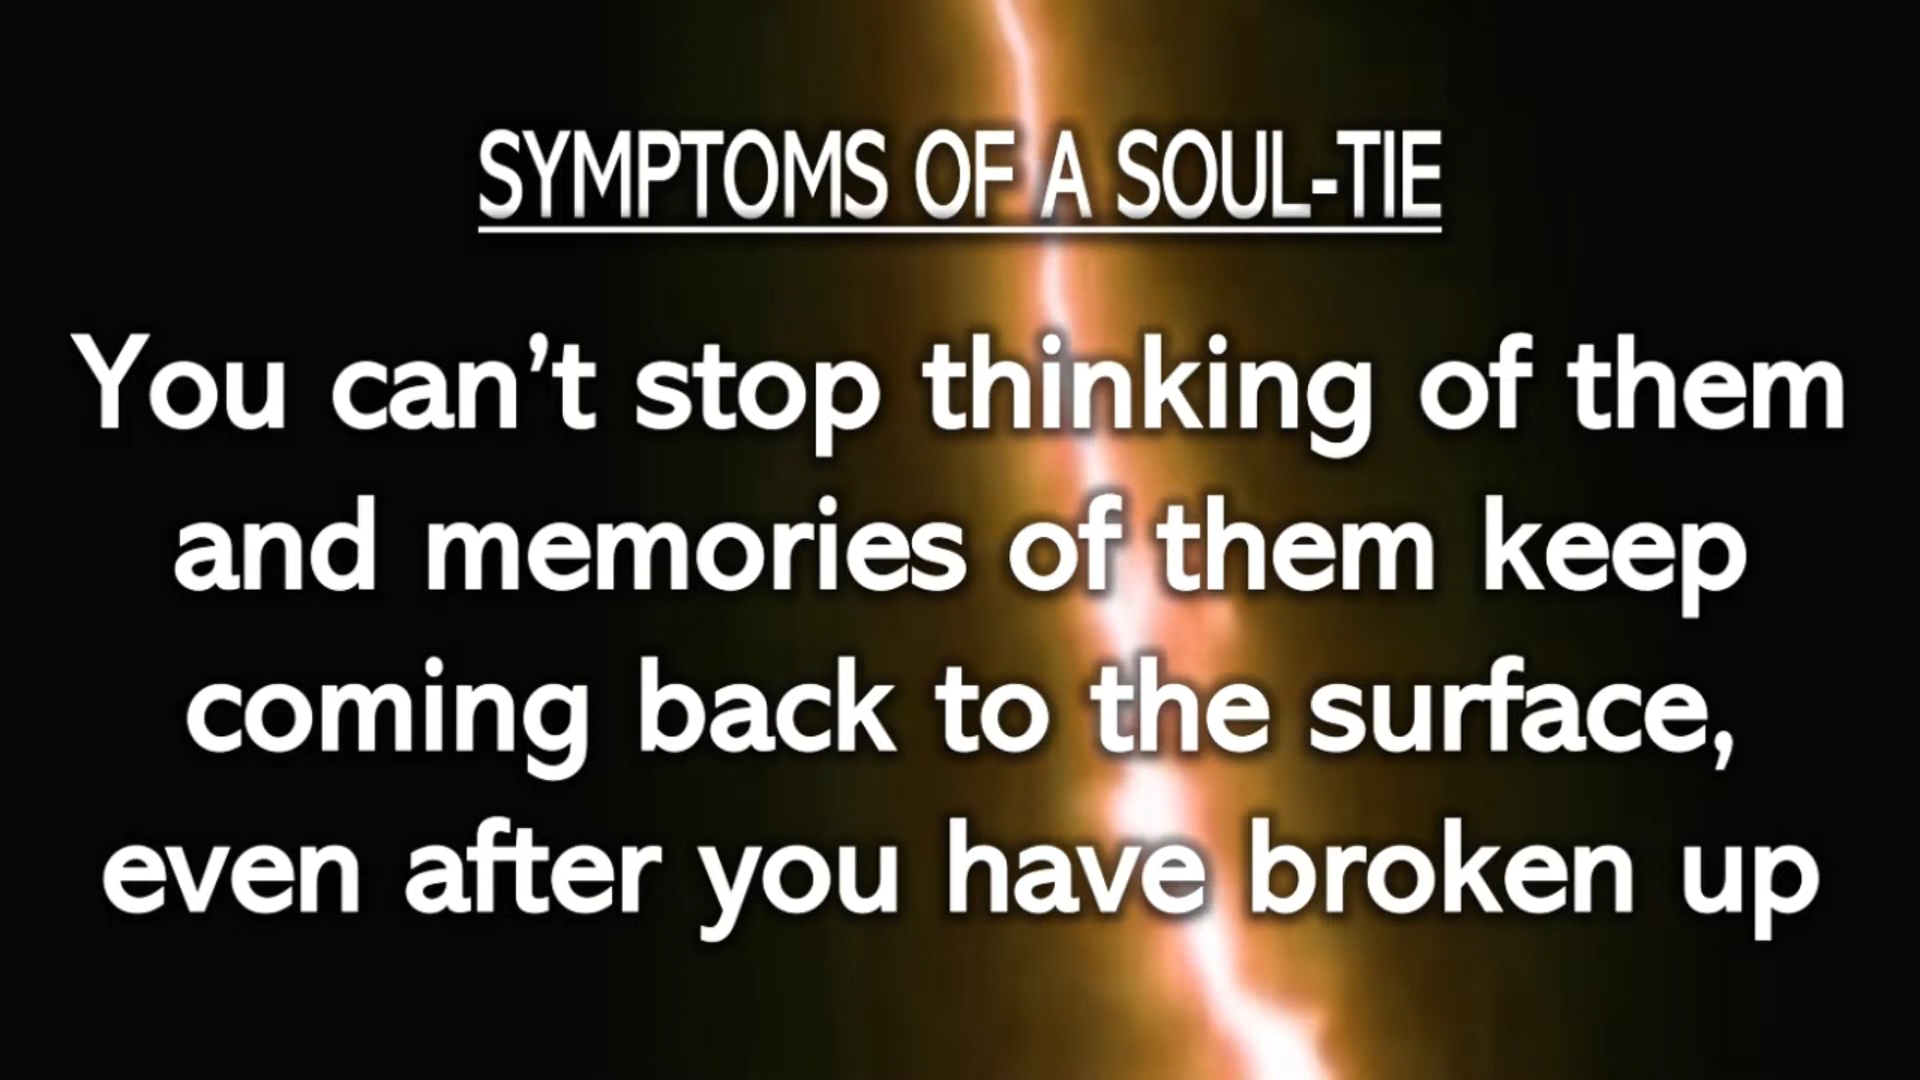 SYMPTOMS OF A SOUL-TIE
You can’t stop thinking of them
and memories of them keep
coming back to the surface,
even after you have broken up